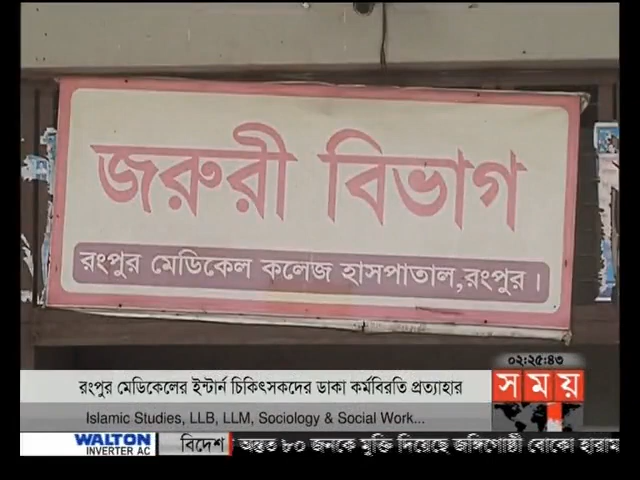 জরুরী বিভাগ
রংপুর মেডিকেল কলেজ হাসপাতাল,রংপুর।
০২:২৫:৪৩
রংপুর মেডিকেলের ইন্টার্ন চিকিৎসকদের ডাকা কর্মবিরতি প্রত্যাহার
সময়
Islamic Studies, LLB, LLM, Sociology & Social Work...
WALTON
INVERTER AC
বিদেশ
অন্তত ৮০ জনকে মুক্তি দিয়েছে জঙ্গিগোষ্ঠী বোকো হারাম